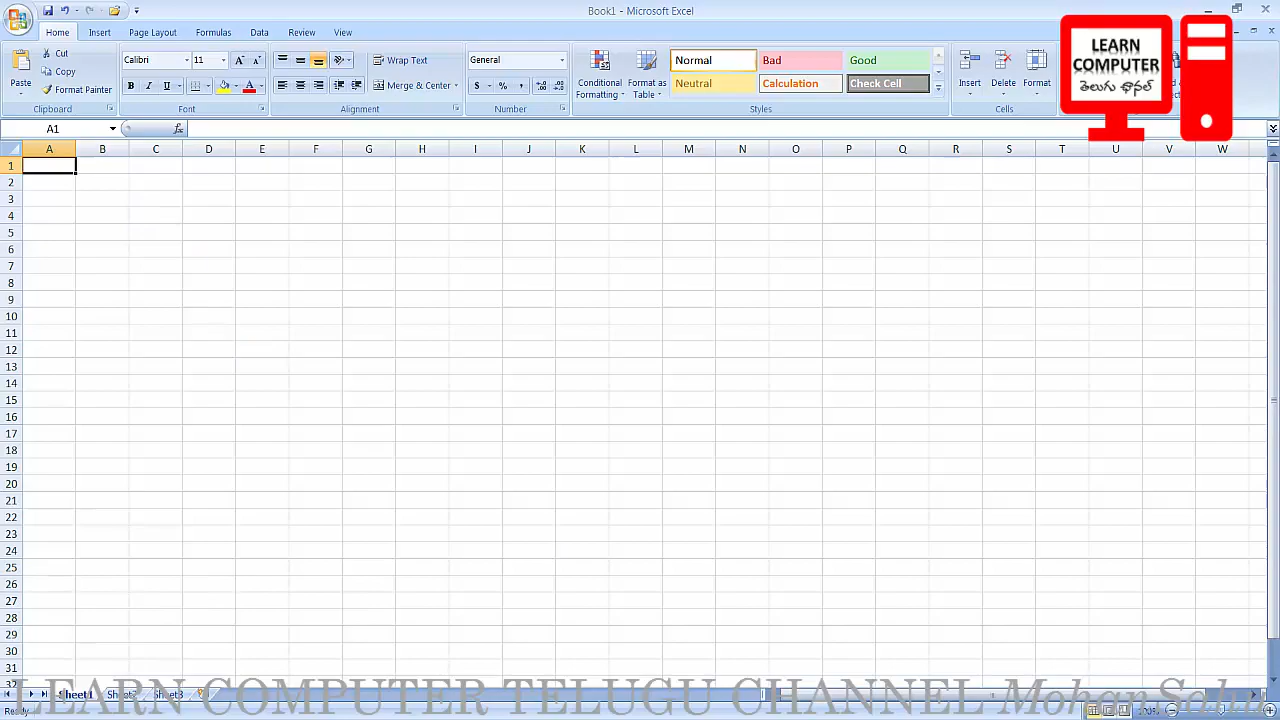 Book1 - Microsoft Excel
Home Insert Page Layout Formulas Data Review View
Paste
Cut
Copy
Format Painter
Clipboard
Calibri 11
B I U
Font
Merge & Center
Alignment
General
%
Number
Conditional Formatting
Format as Table
Normal Bad Good
Neutral Calculation Check Cell
Styles
Insert Delete Format
Cells
LEARN
COMPUTER
తెలుగు ఛానల్
A1 fx
A B C D E F G H I J K L M N O P Q R S T U V W
1
2
3
4
5
6
7
8
9
10
11
12
13
14
15
16
17
18
19
20
21
22
23
24
25
26
27
28
29
30
31
Sheet1 Sheet2 Sheet3
LEARN COMPUTER TELUGU CHANNEL Mohan
Ready 100%